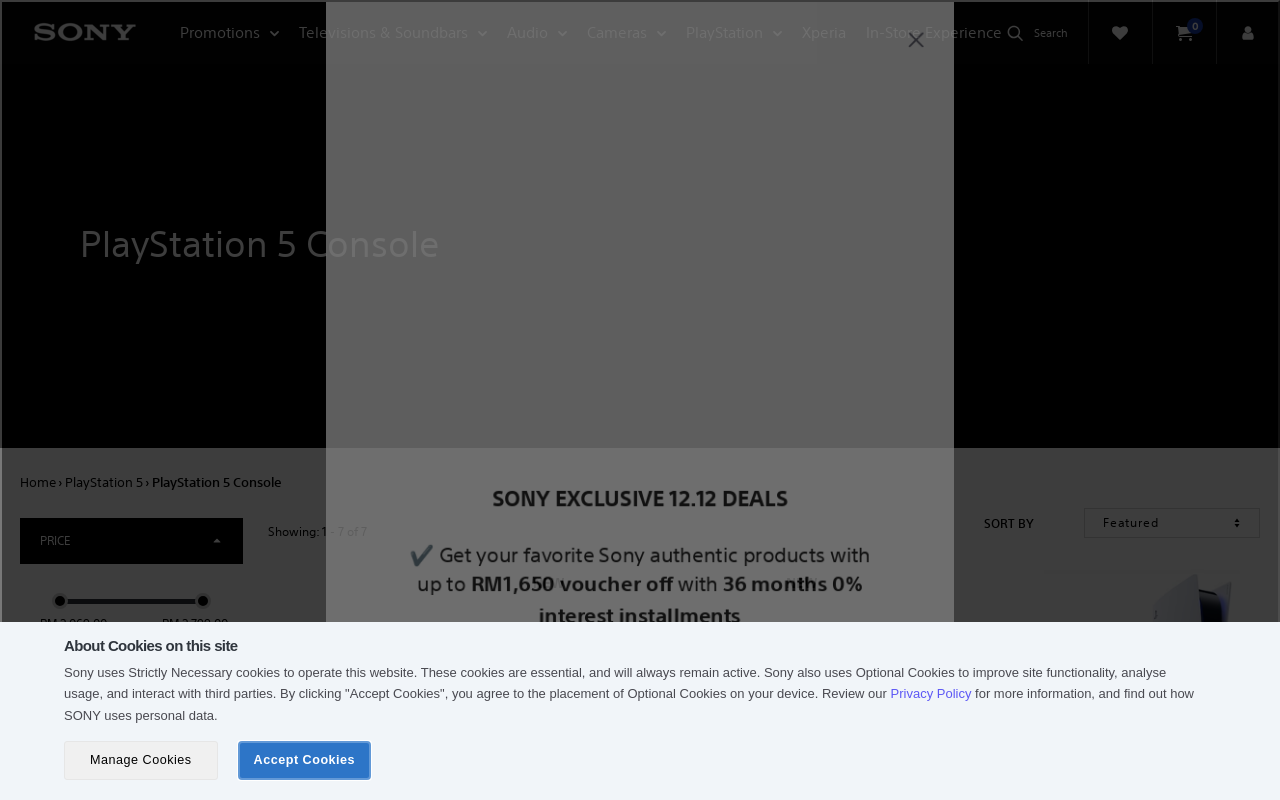 SONY
Promotions
Televisions & Soundbars
Audio
Cameras
PlayStation
Xperia
In-Store Experience
Search
0
PlayStation 5 Console
Home › PlayStation 5 › PlayStation 5 Console
PRICE
Showing: 1 - 7 of 7
SORT BY
Featured
SONY EXCLUSIVE 12.12 DEALS
✔ Get your favorite Sony authentic products with
up to RM1,650 voucher off with 36 months 0%
interest installments
About Cookies on this site
Sony uses Strictly Necessary cookies to operate this website. These cookies are essential, and will always remain active. Sony also uses Optional Cookies to improve site functionality, analyse
usage, and interact with third parties. By clicking "Accept Cookies", you agree to the placement of Optional Cookies on your device. Review our Privacy Policy for more information, and find out how
SONY uses personal data.
Manage Cookies
Accept Cookies